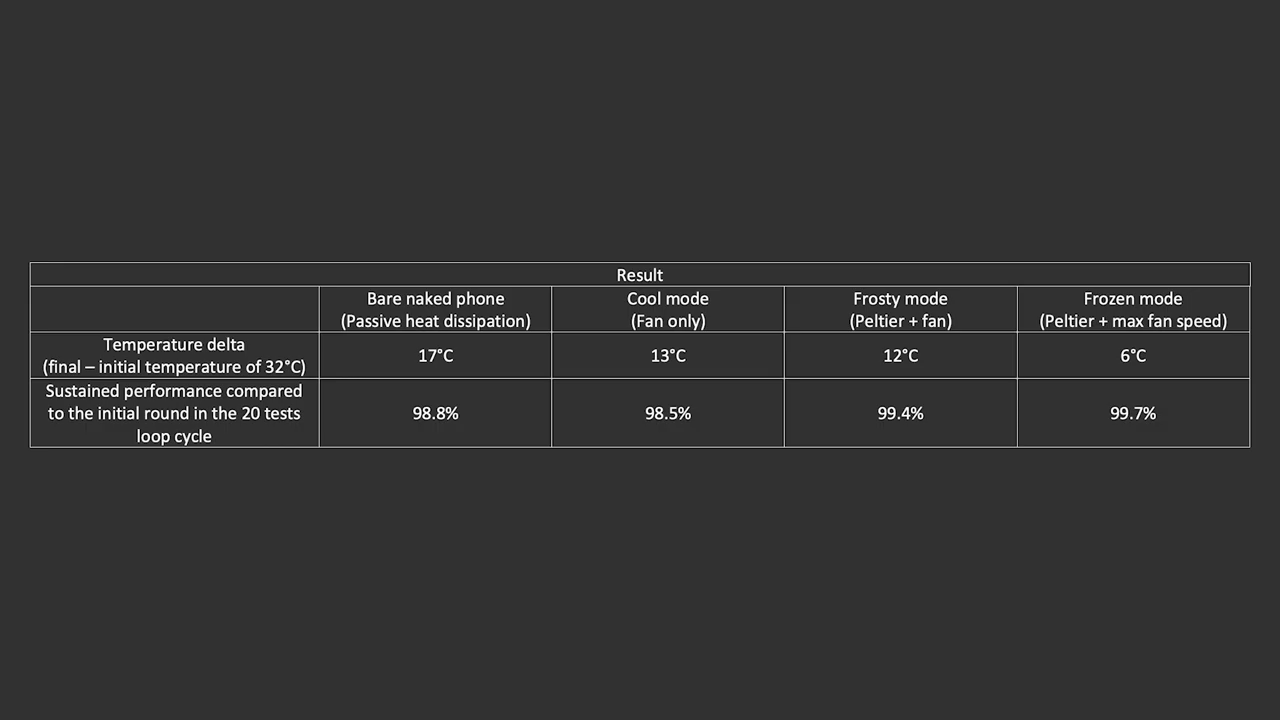 Result
Bare naked phone
(Passive heat dissipation)
Cool mode
(Fan only)
Frosty mode
(Peltier + fan)
Frozen mode
(Peltier + max fan speed)
Temperature delta
(final – initial temperature of 32°C)
17°C
13°C
12°C
6°C
Sustained performance compared
to the initial round in the 20 tests
loop cycle
98.8%
98.5%
99.4%
99.7%